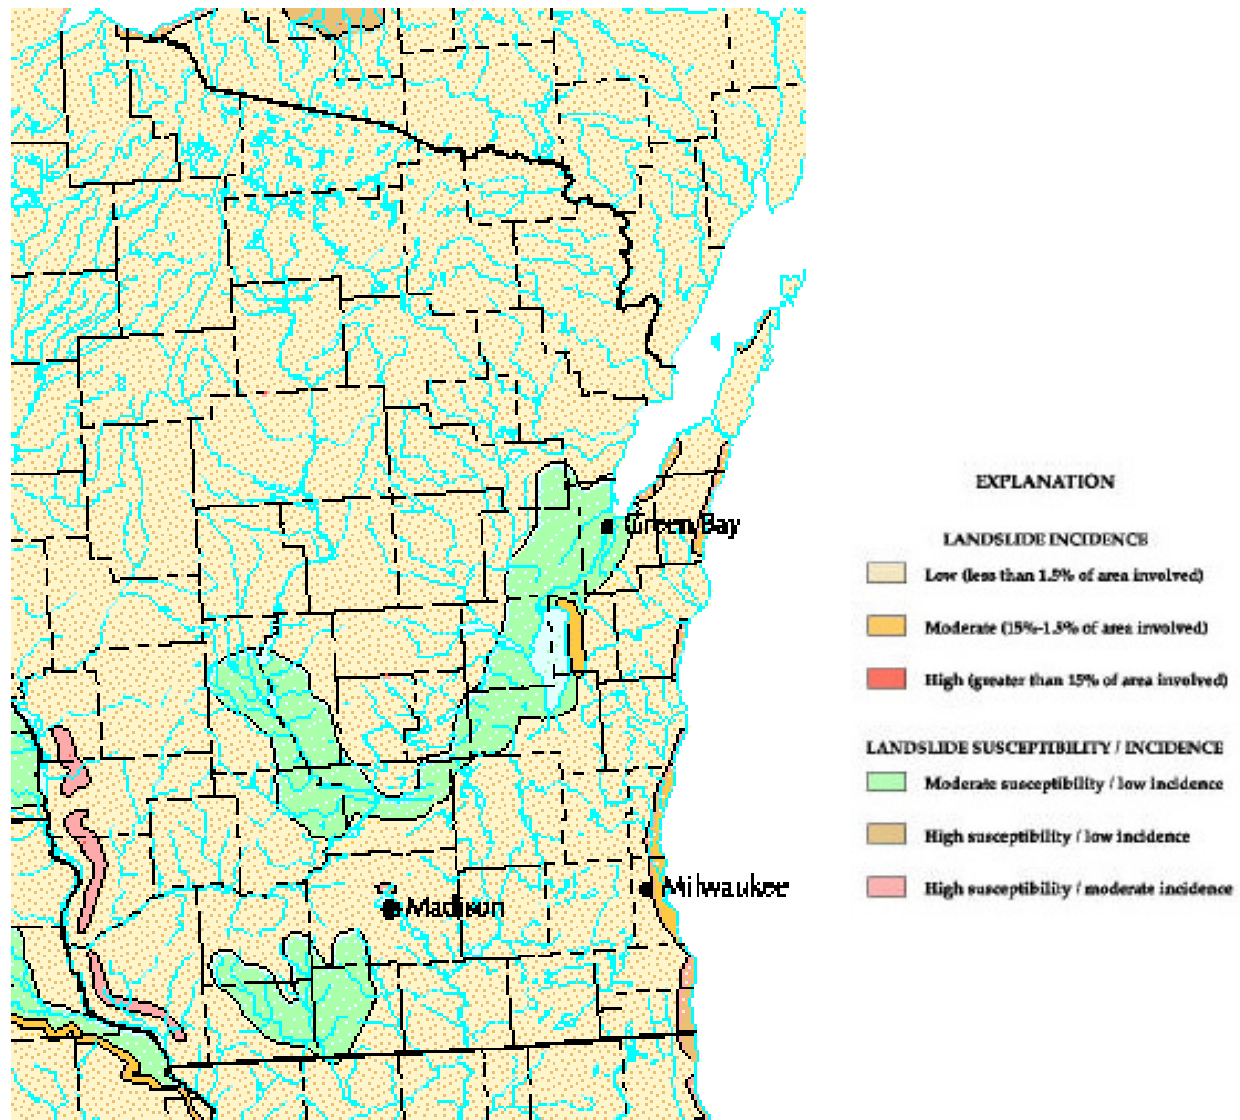 Green Bay
Milwaukee
Madison
EXPLANATION
LANDSLIDE INCIDENCE
Low (less than 1.5% of area involved)
Moderate (15%-1.5% of area involved)
High (greater than 15% of area involved)
LANDSLIDE SUSCEPTIBILITY / INCIDENCE
Moderate susceptibility / low incidence
High susceptibility / low incidence
High susceptibility / moderate incidence